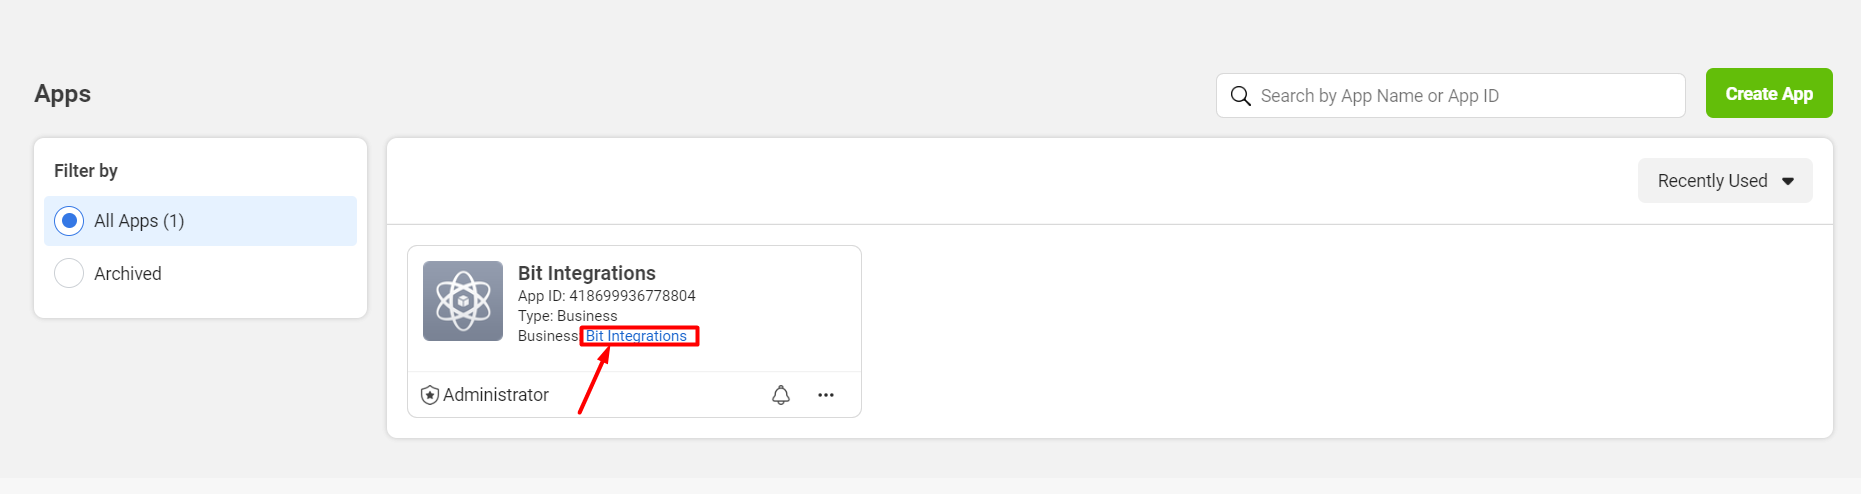 Apps
Search by App Name or App ID
Create App
Filter by
All Apps (1)
Archived
Recently Used
Bit Integrations
App ID: 418699936778804
Type: Business
Business: Bit Integrations
Administrator